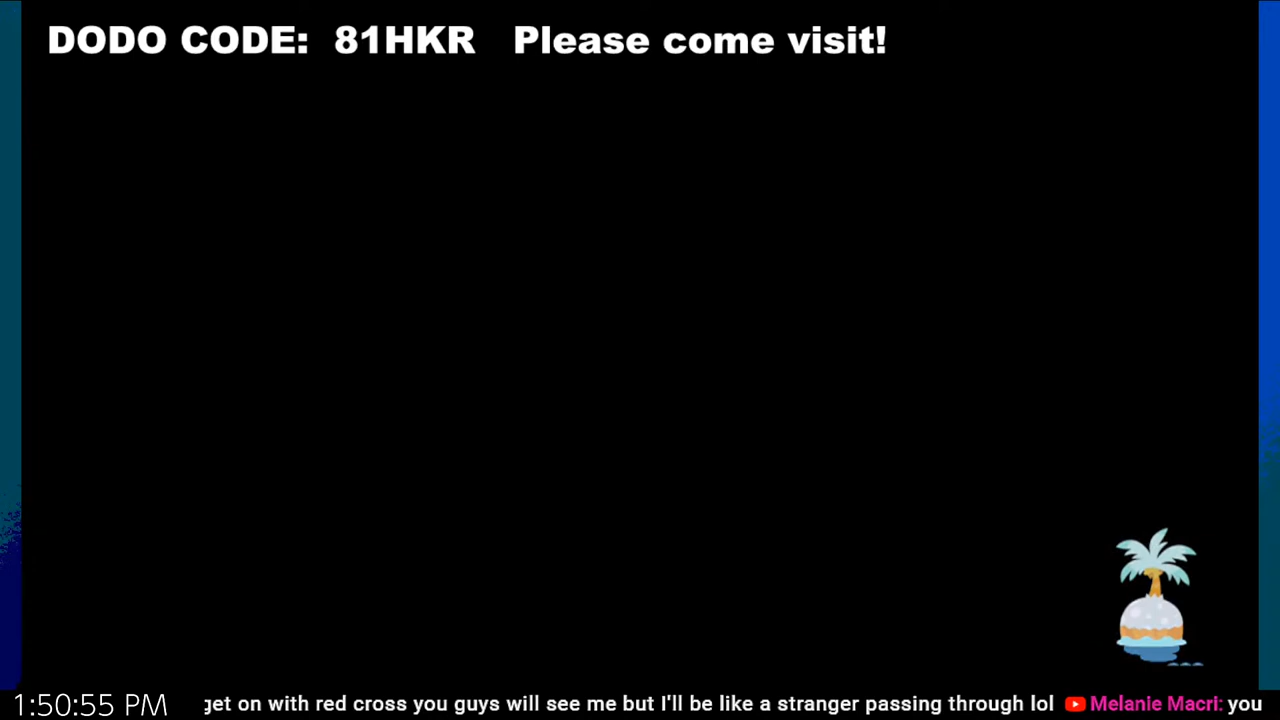 DODO CODE: 81HKR Please come visit!
1:50:55 PM get on with red cross you guys will see me but I'll be like a stranger passing through lol Melanie Macri: you